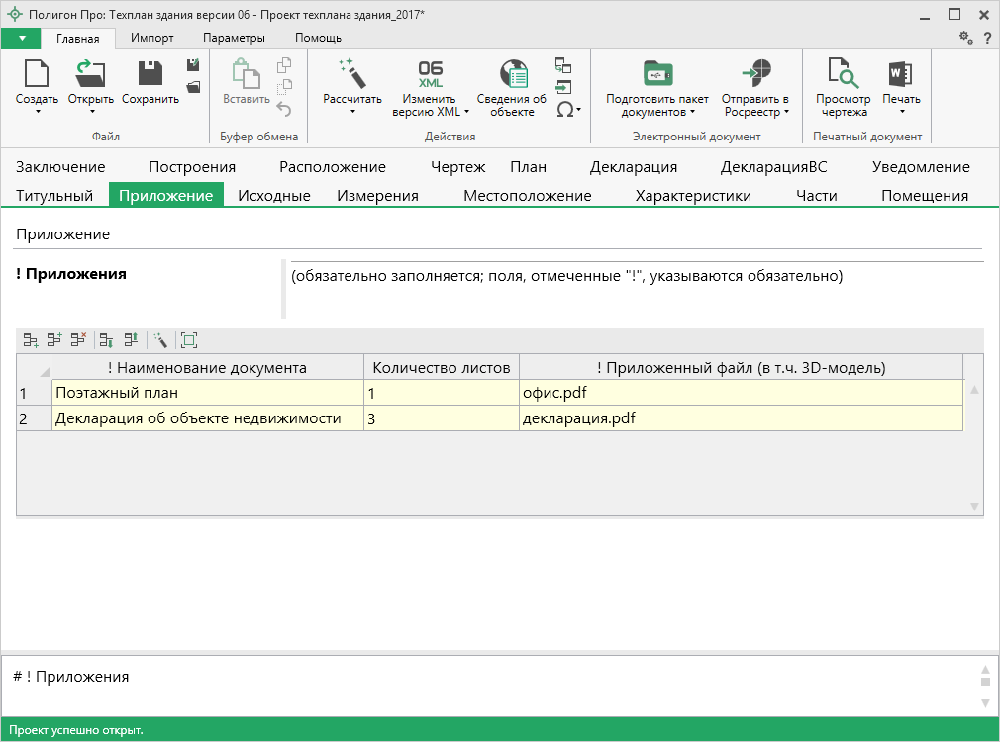 Полигон Про: Техплан здания версии 06 - Проект техплана здания_2017*
Главная Импорт Параметры Помощь
?
Создать Открыть Сохранить
Файл
Вставить
Буфер обмена
Рассчитать
06 XML
Изменить версию XML
Сведения об объекте
Ω
Действия
Подготовить пакет документов
Отправить в Росреестр
Электронный документ
Просмотр чертежа
W
Печать
Печатный документ
Заключение Построения Расположение Чертеж План Декларация ДекларацияВС Уведомление
Титульный Приложение Исходные Измерения Местоположение Характеристики Части Помещения
Приложение
! Приложения
(обязательно заполняется; поля, отмеченные "!", указываются обязательно)
! Наименование документа Количество листов ! Приложенный файл (в т.ч. 3D-модель)
1 Поэтажный план 1 офис.pdf
2 Декларация об объекте недвижимости 3 декларация.pdf
# ! Приложения
Проект успешно открыт.